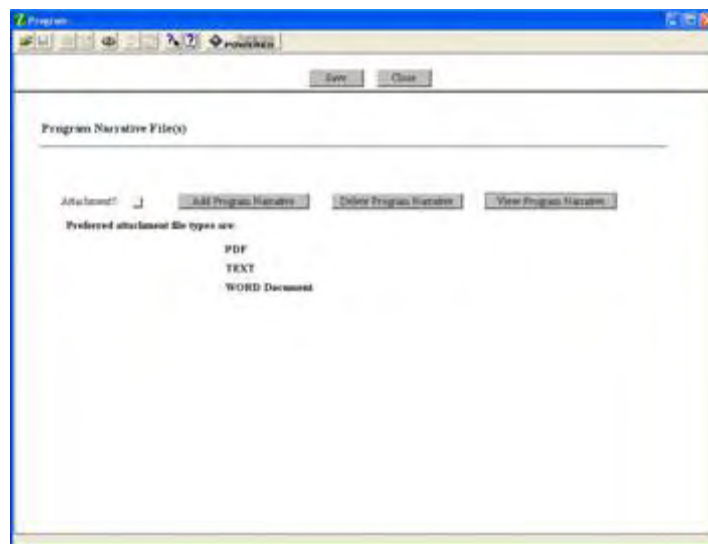 Program
POWERED
Save Close
Program Narrative File(s)
Attachment? Add Program Narrative Delete Program Narrative View Program Narrative
Preferred attachment file types are
PDF
TEXT
WORD Document